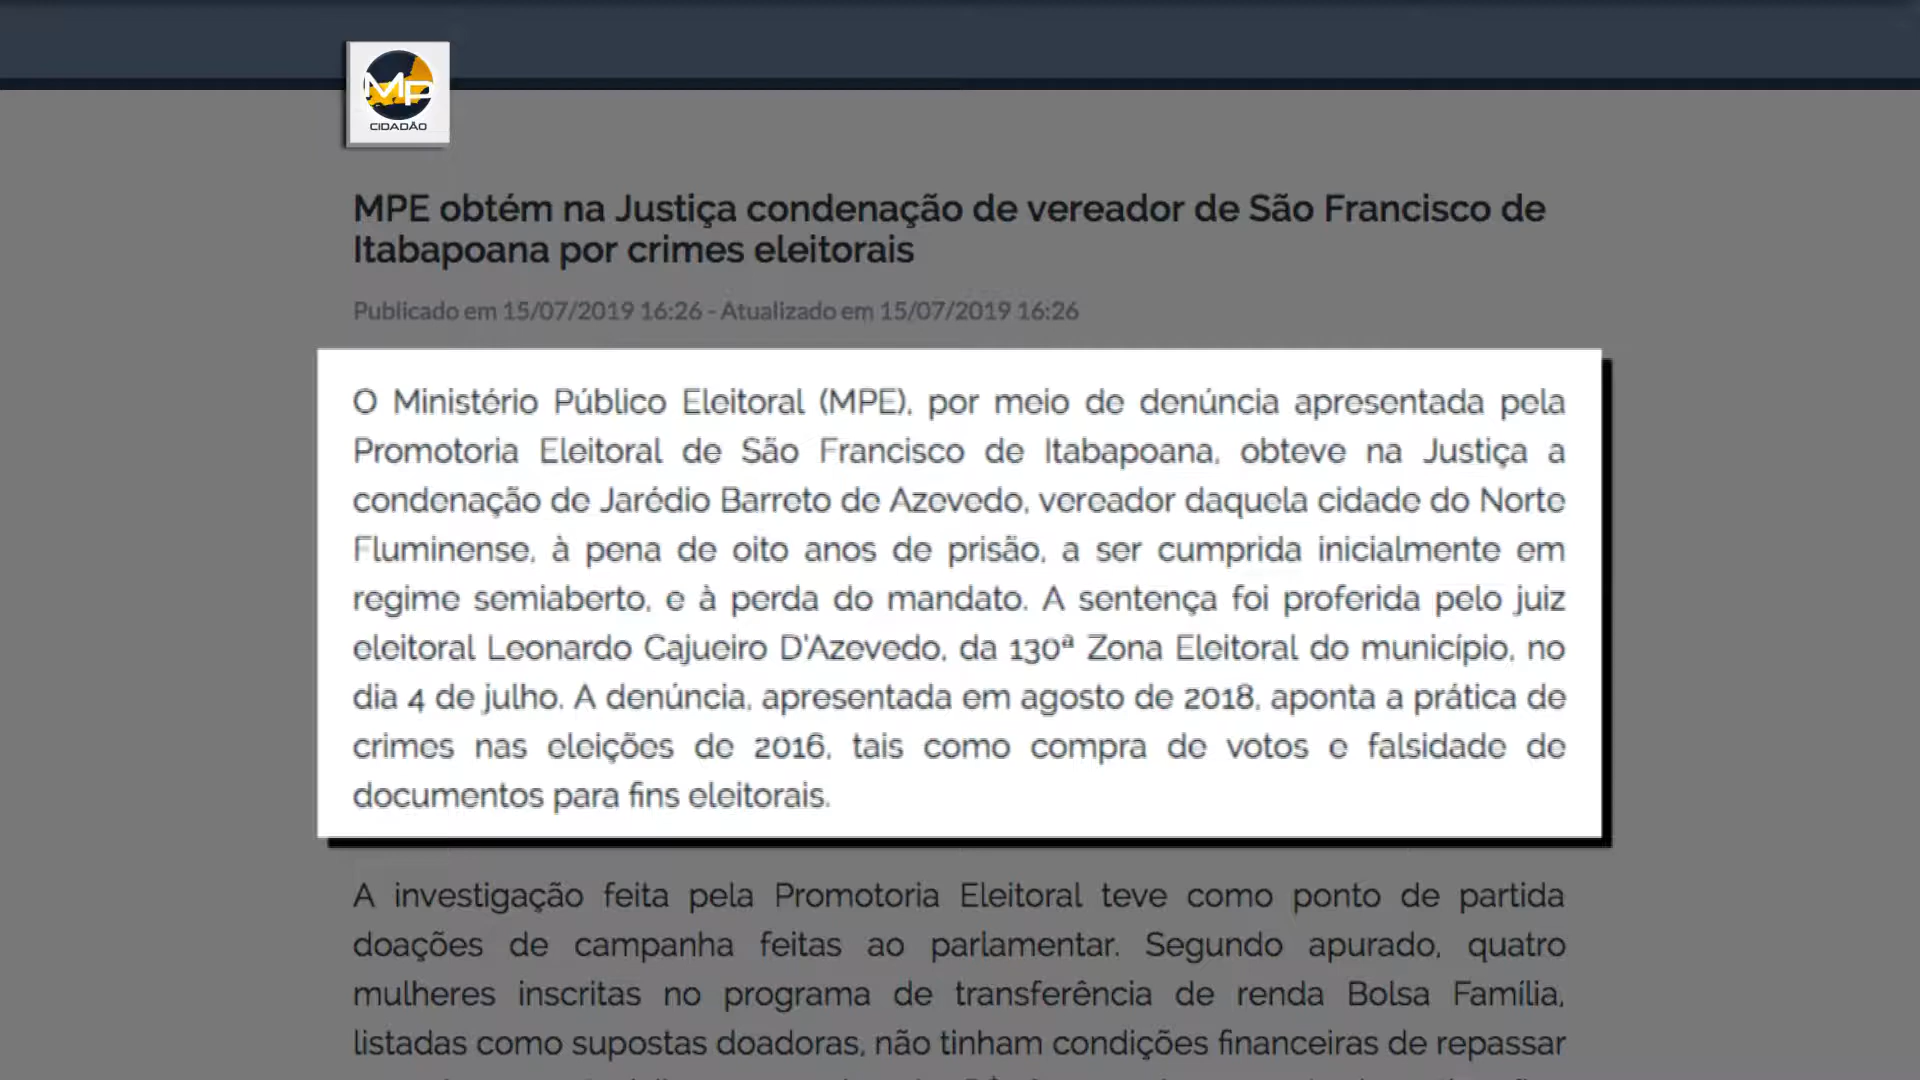 MP
CIDADÃO
MPE obtém na Justiça condenação de vereador de São Francisco de
Itabapoana por crimes eleitorais
Publicado em 15/07/2019 16:26 - Atualizado em 15/07/2019 16:26
O Ministério Público Eleitoral (MPE), por meio de denúncia apresentada pela
Promotoria Eleitoral de São Francisco de Itabapoana, obteve na Justiça a
condenação de Jarédio Barreto de Azevedo, vereador daquela cidade do Norte
Fluminense, à pena de oito anos de prisão, a ser cumprida inicialmente em
regime semiaberto, e à perda do mandato. A sentença foi proferida pelo juiz
eleitoral Leonardo Cajueiro D'Azevedo, da 130ª Zona Eleitoral do município, no
dia 4 de julho. A denúncia, apresentada em agosto de 2018, aponta a prática de
crimes nas eleições de 2016, tais como compra de votos e falsidade de
documentos para fins eleitorais.
A investigação feita pela Promotoria Eleitoral teve como ponto de partida
doações de campanha feitas ao parlamentar. Segundo apurado, quatro
mulheres inscritas no programa de transferência de renda Bolsa Família,
listadas como supostas doadoras, não tinham condições financeiras de repassar